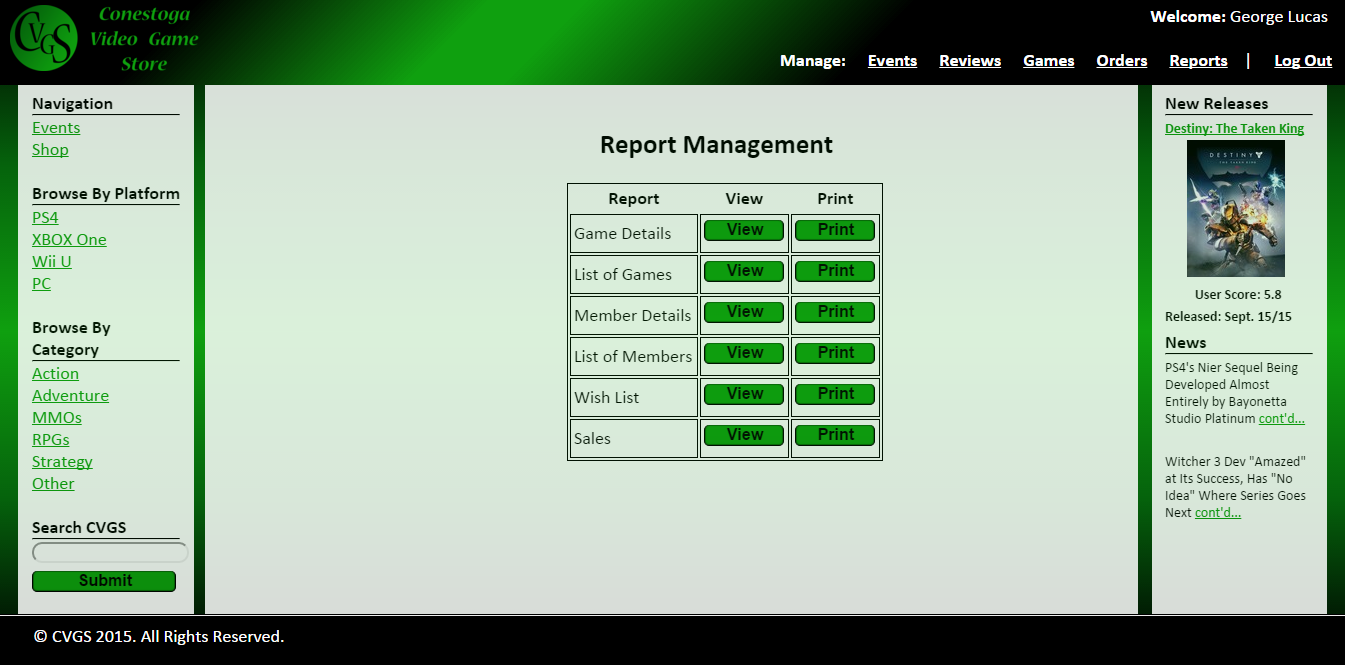 CVGS
Conestoga
Video Game
Store
Welcome: George Lucas
Manage: Events Reviews Games Orders Reports | Log Out
Navigation
Events
Shop
Browse By Platform
PS4
XBOX One
Wii U
PC
Browse By
Category
Action
Adventure
MMOs
RPGs
Strategy
Other
Search CVGS
Submit
Report Management
Report View Print
Game Details View Print
List of Games View Print
Member Details View Print
List of Members View Print
Wish List View Print
Sales View Print
New Releases
Destiny: The Taken King
DESTINY
THE TAKEN KING
User Score: 5.8
Released: Sept. 15/15
News
PS4's Nier Sequel Being
Developed Almost
Entirely by Bayonetta
Studio Platinum cont'd...
Witcher 3 Dev "Amazed"
at Its Success, Has "No
Idea" Where Series Goes
Next cont'd...
© CVGS 2015. All Rights Reserved.